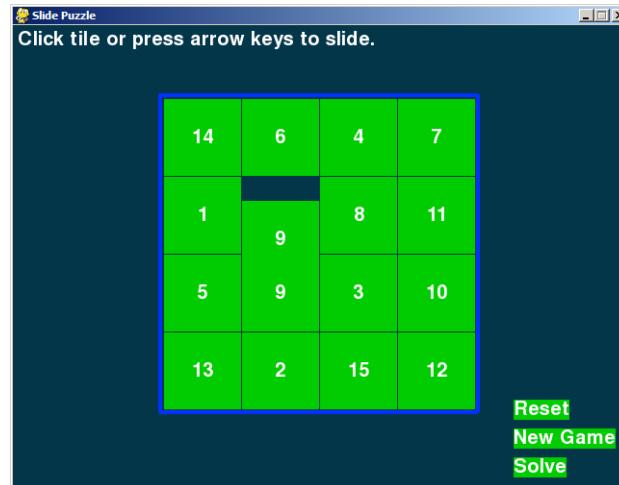 Slide Puzzle
Click tile or press arrow keys to slide.
14 6 4 7
1 9 8 11
5 9 3 10
13 2 15 12
Reset
New Game
Solve